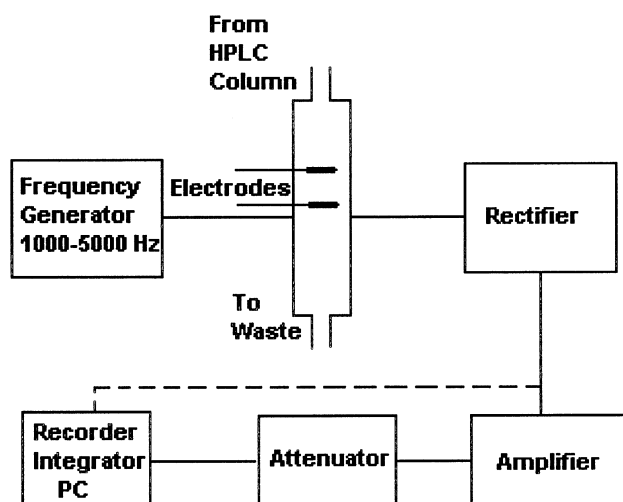 From
HPLC
Column
Frequency
Generator
1000-5000 Hz
Electrodes
Rectifier
To
Waste
Recorder
Integrator
PC
Attenuator
Amplifier